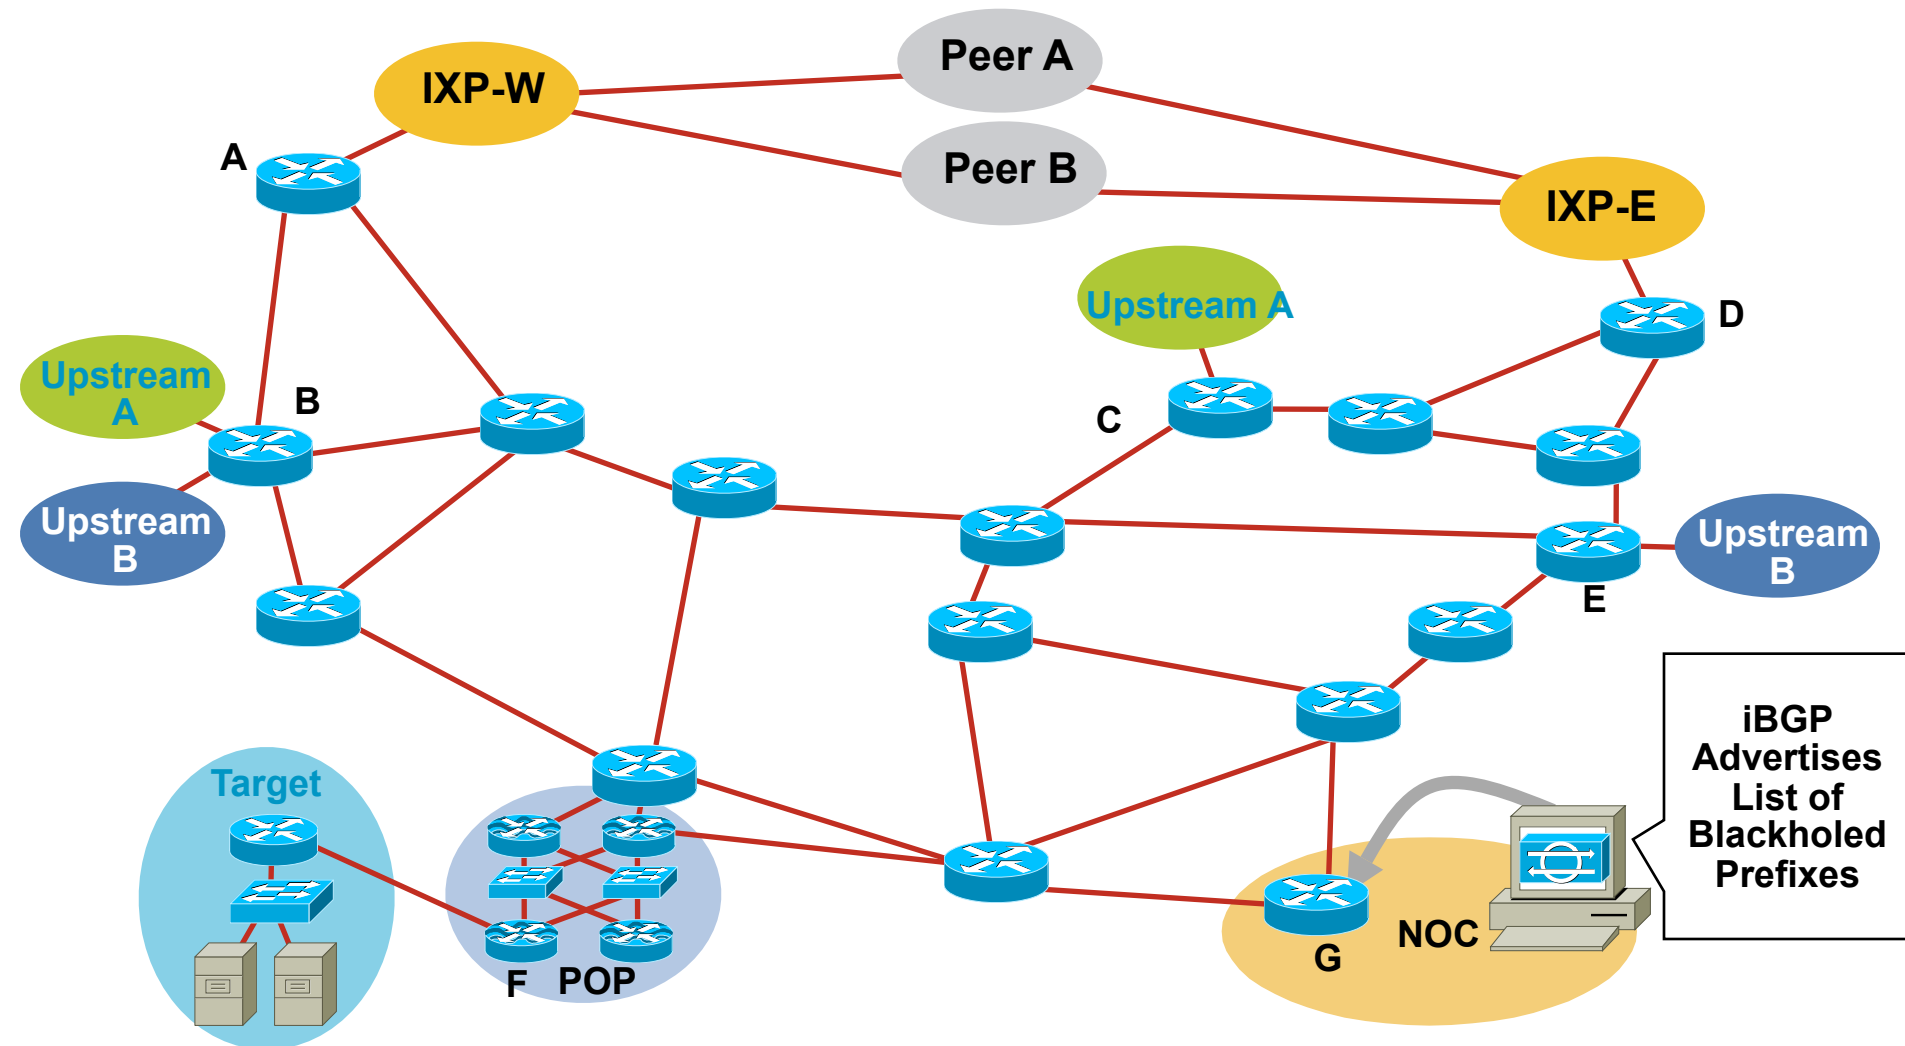 Peer A
IXP-W
A
Peer B
IXP-E
Upstream A
D
Upstream
A
B
C
Upstream
B
Upstream
B
E
iBGP
Advertises
List of
Blackholed
Prefixes
Target
NOC
G
F
POP